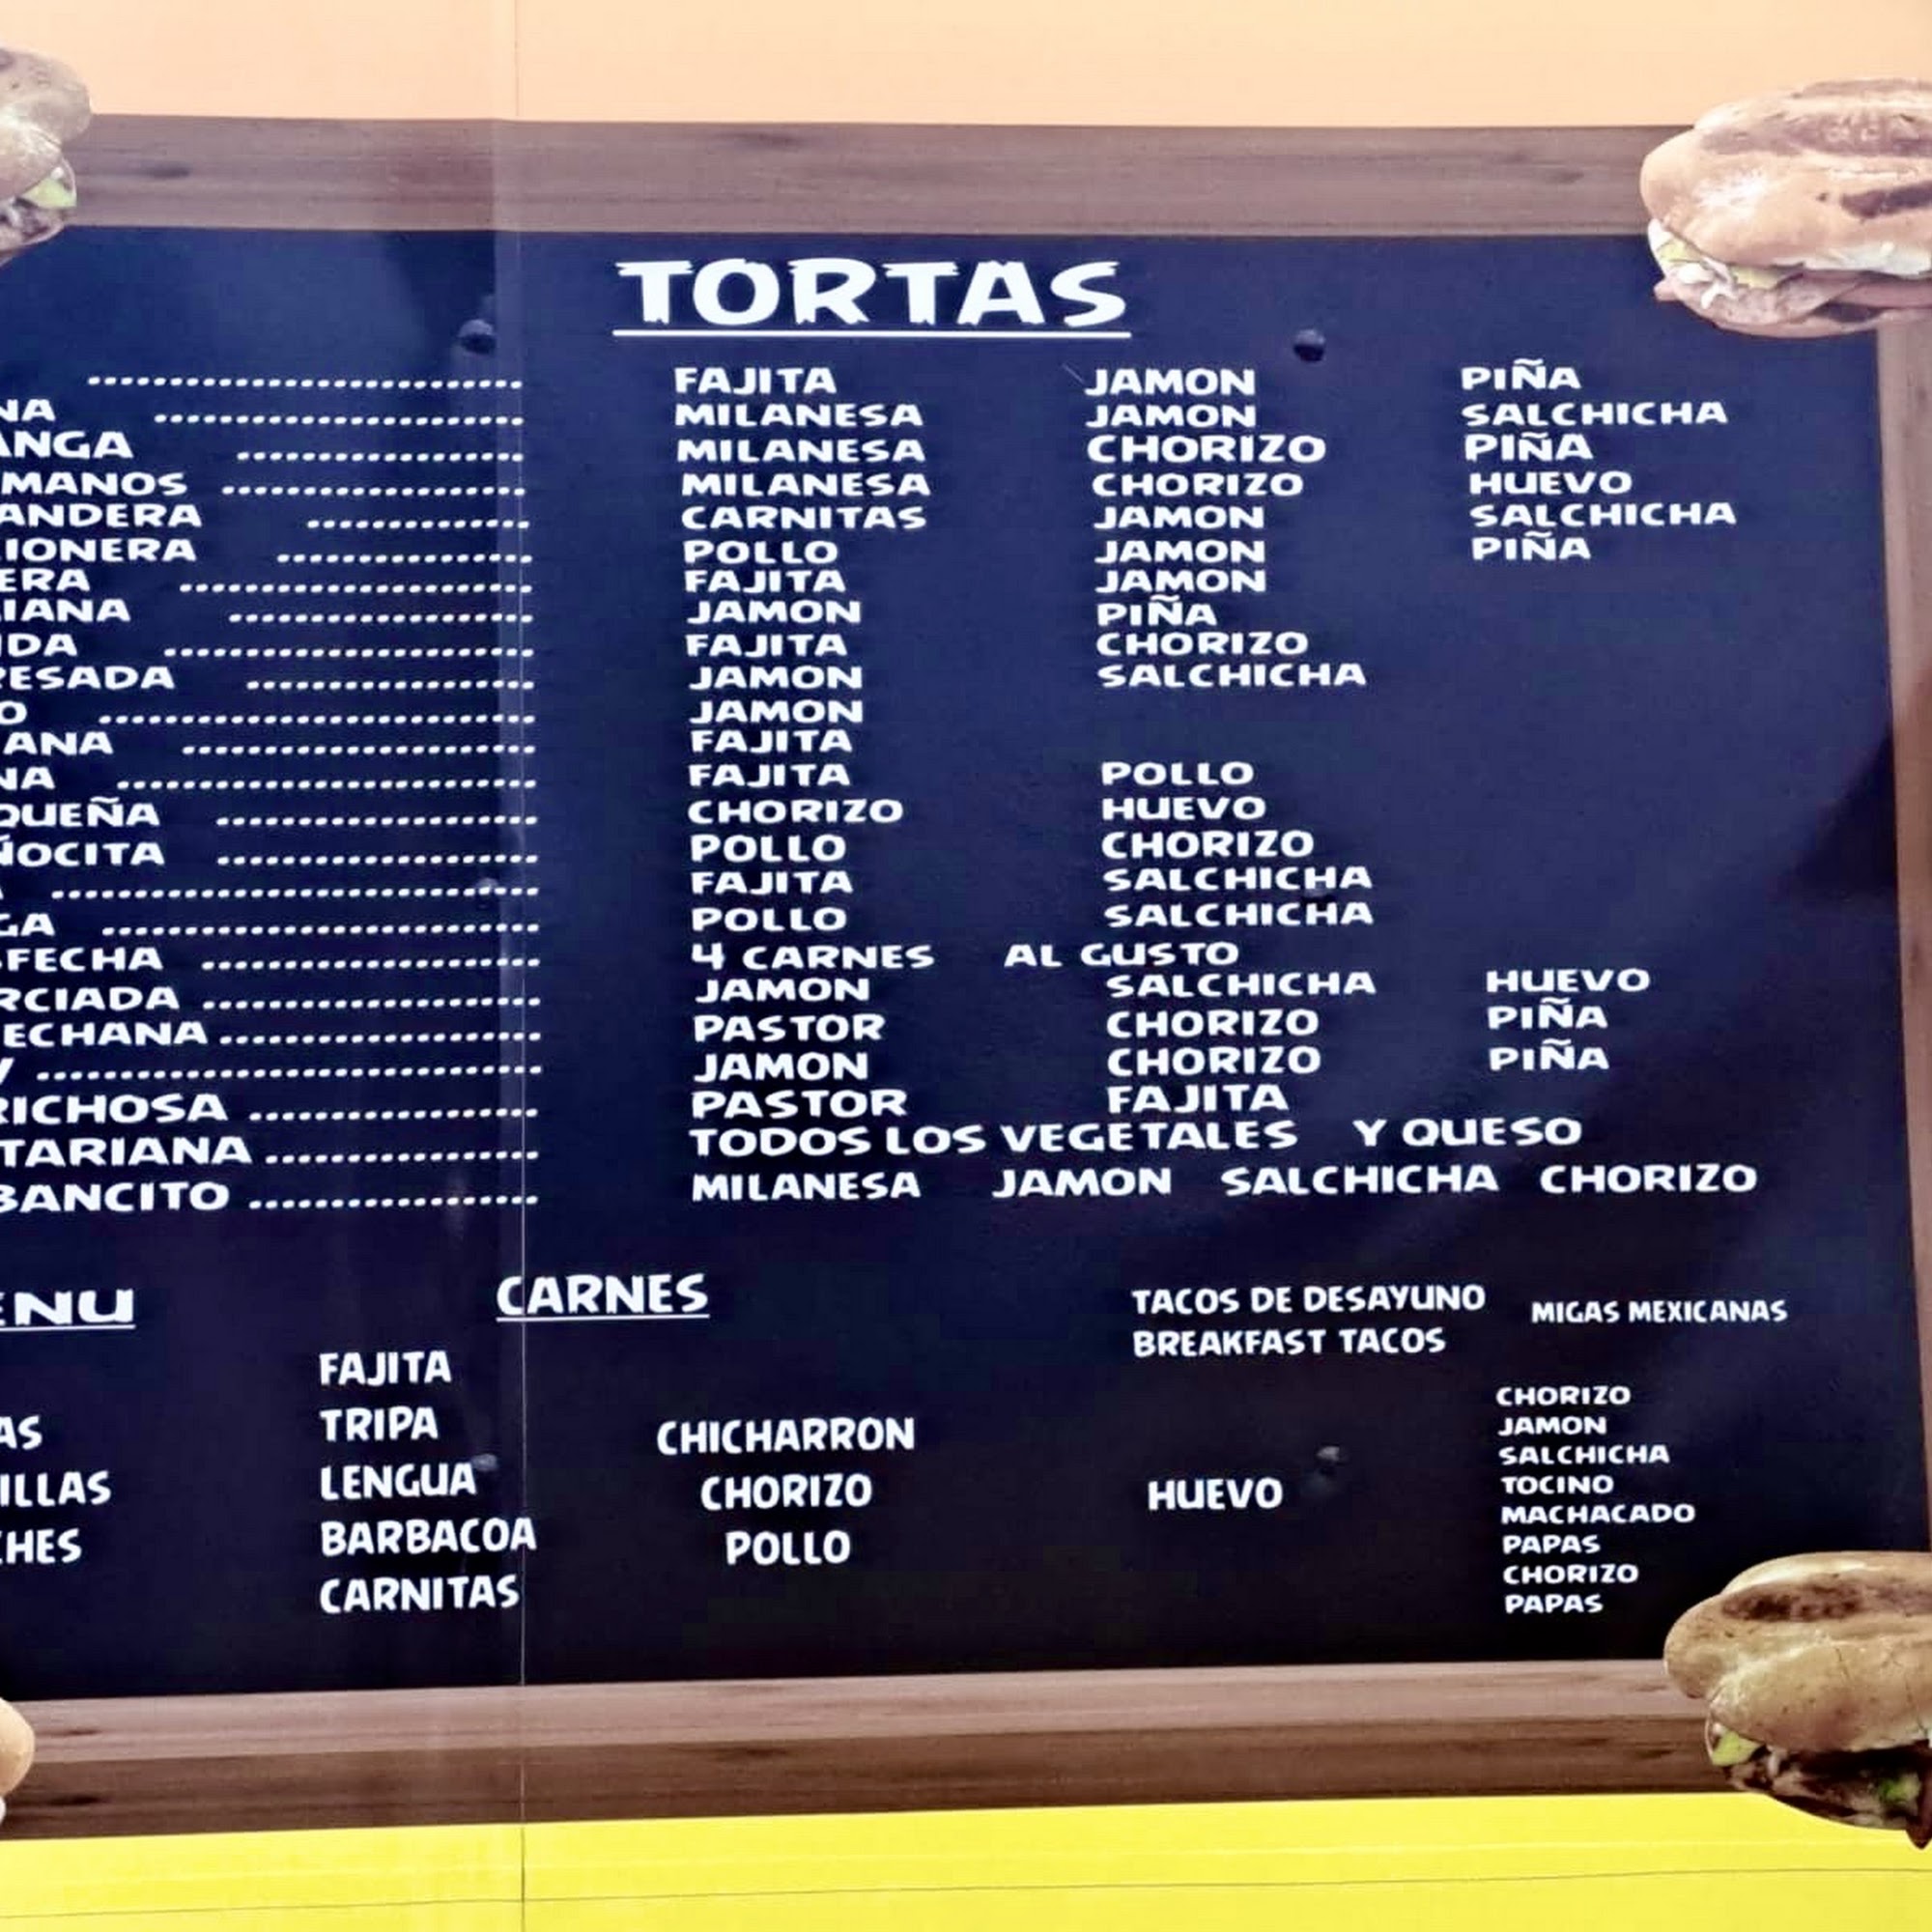 TORTAS
........................... FAJITA JAMON PIÑA
NA ....................... MILANESA JAMON SALCHICHA
ANGA .................. MILANESA CHORIZO PIÑA
MANOS ................... MILANESA CHORIZO HUEVO
ANDERA .............. CARNITAS JAMON SALCHICHA
IONERA ................ POLLO JAMON PIÑA
ERA ...................... FAJITA JAMON
IANA ................... JAMON PIÑA
IDA ....................... FAJITA CHORIZO
RESADA .................. JAMON SALCHICHA
O ........................... JAMON
ANA ...................... FAJITA
NA .......................... FAJITA POLLO
QUEÑA .................... CHORIZO HUEVO
ÑOCITA .................... POLLO CHORIZO
A .............................. FAJITA SALCHICHA
GA ........................... POLLO SALCHICHA
FECHA ..................... 4 CARNES AL GUSTO
RCIADA ..................... JAMON SALCHICHA HUEVO
ECHANA .................... PASTOR CHORIZO PIÑA
Y ............................... JAMON CHORIZO PIÑA
RICHOSA .................. PASTOR FAJITA
TARIANA ................. TODOS LOS VEGETALES Y QUESO
BANCITO .................. MILANESA JAMON SALCHICHA CHORIZO
ENU
AS
ILLAS
CHES
CARNES
FAJITA
TRIPA
LENGUA
BARBACOA
CARNITAS
CHICHARRON
CHORIZO
POLLO
TACOS DE DESAYUNO
BREAKFAST TACOS
HUEVO
MIGAS MEXICANAS
CHORIZO
JAMON
SALCHICHA
TOCINO
MACHACADO
PAPAS
CHORIZO
PAPAS